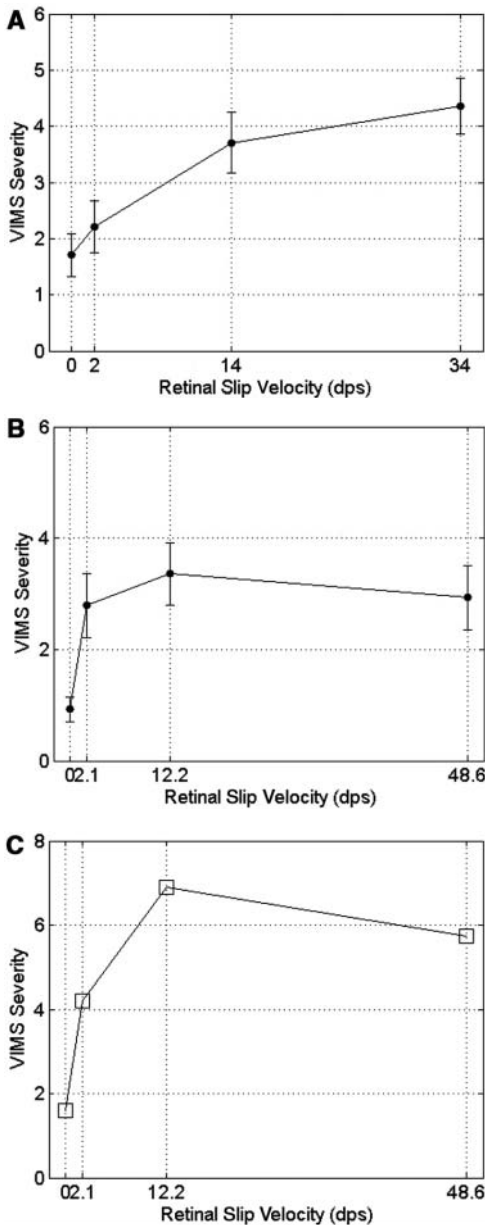 A
6
5
4
3
2
1
0
VIMS Severity
0 2 14 34
Retinal Slip Velocity (dps)
B
6
4
2
0
VIMS Severity
02.1 12.2 48.6
Retinal Slip Velocity (dps)
C
8
6
4
2
0
VIMS Severity
02.1 12.2 48.6
Retinal Slip Velocity (dps)